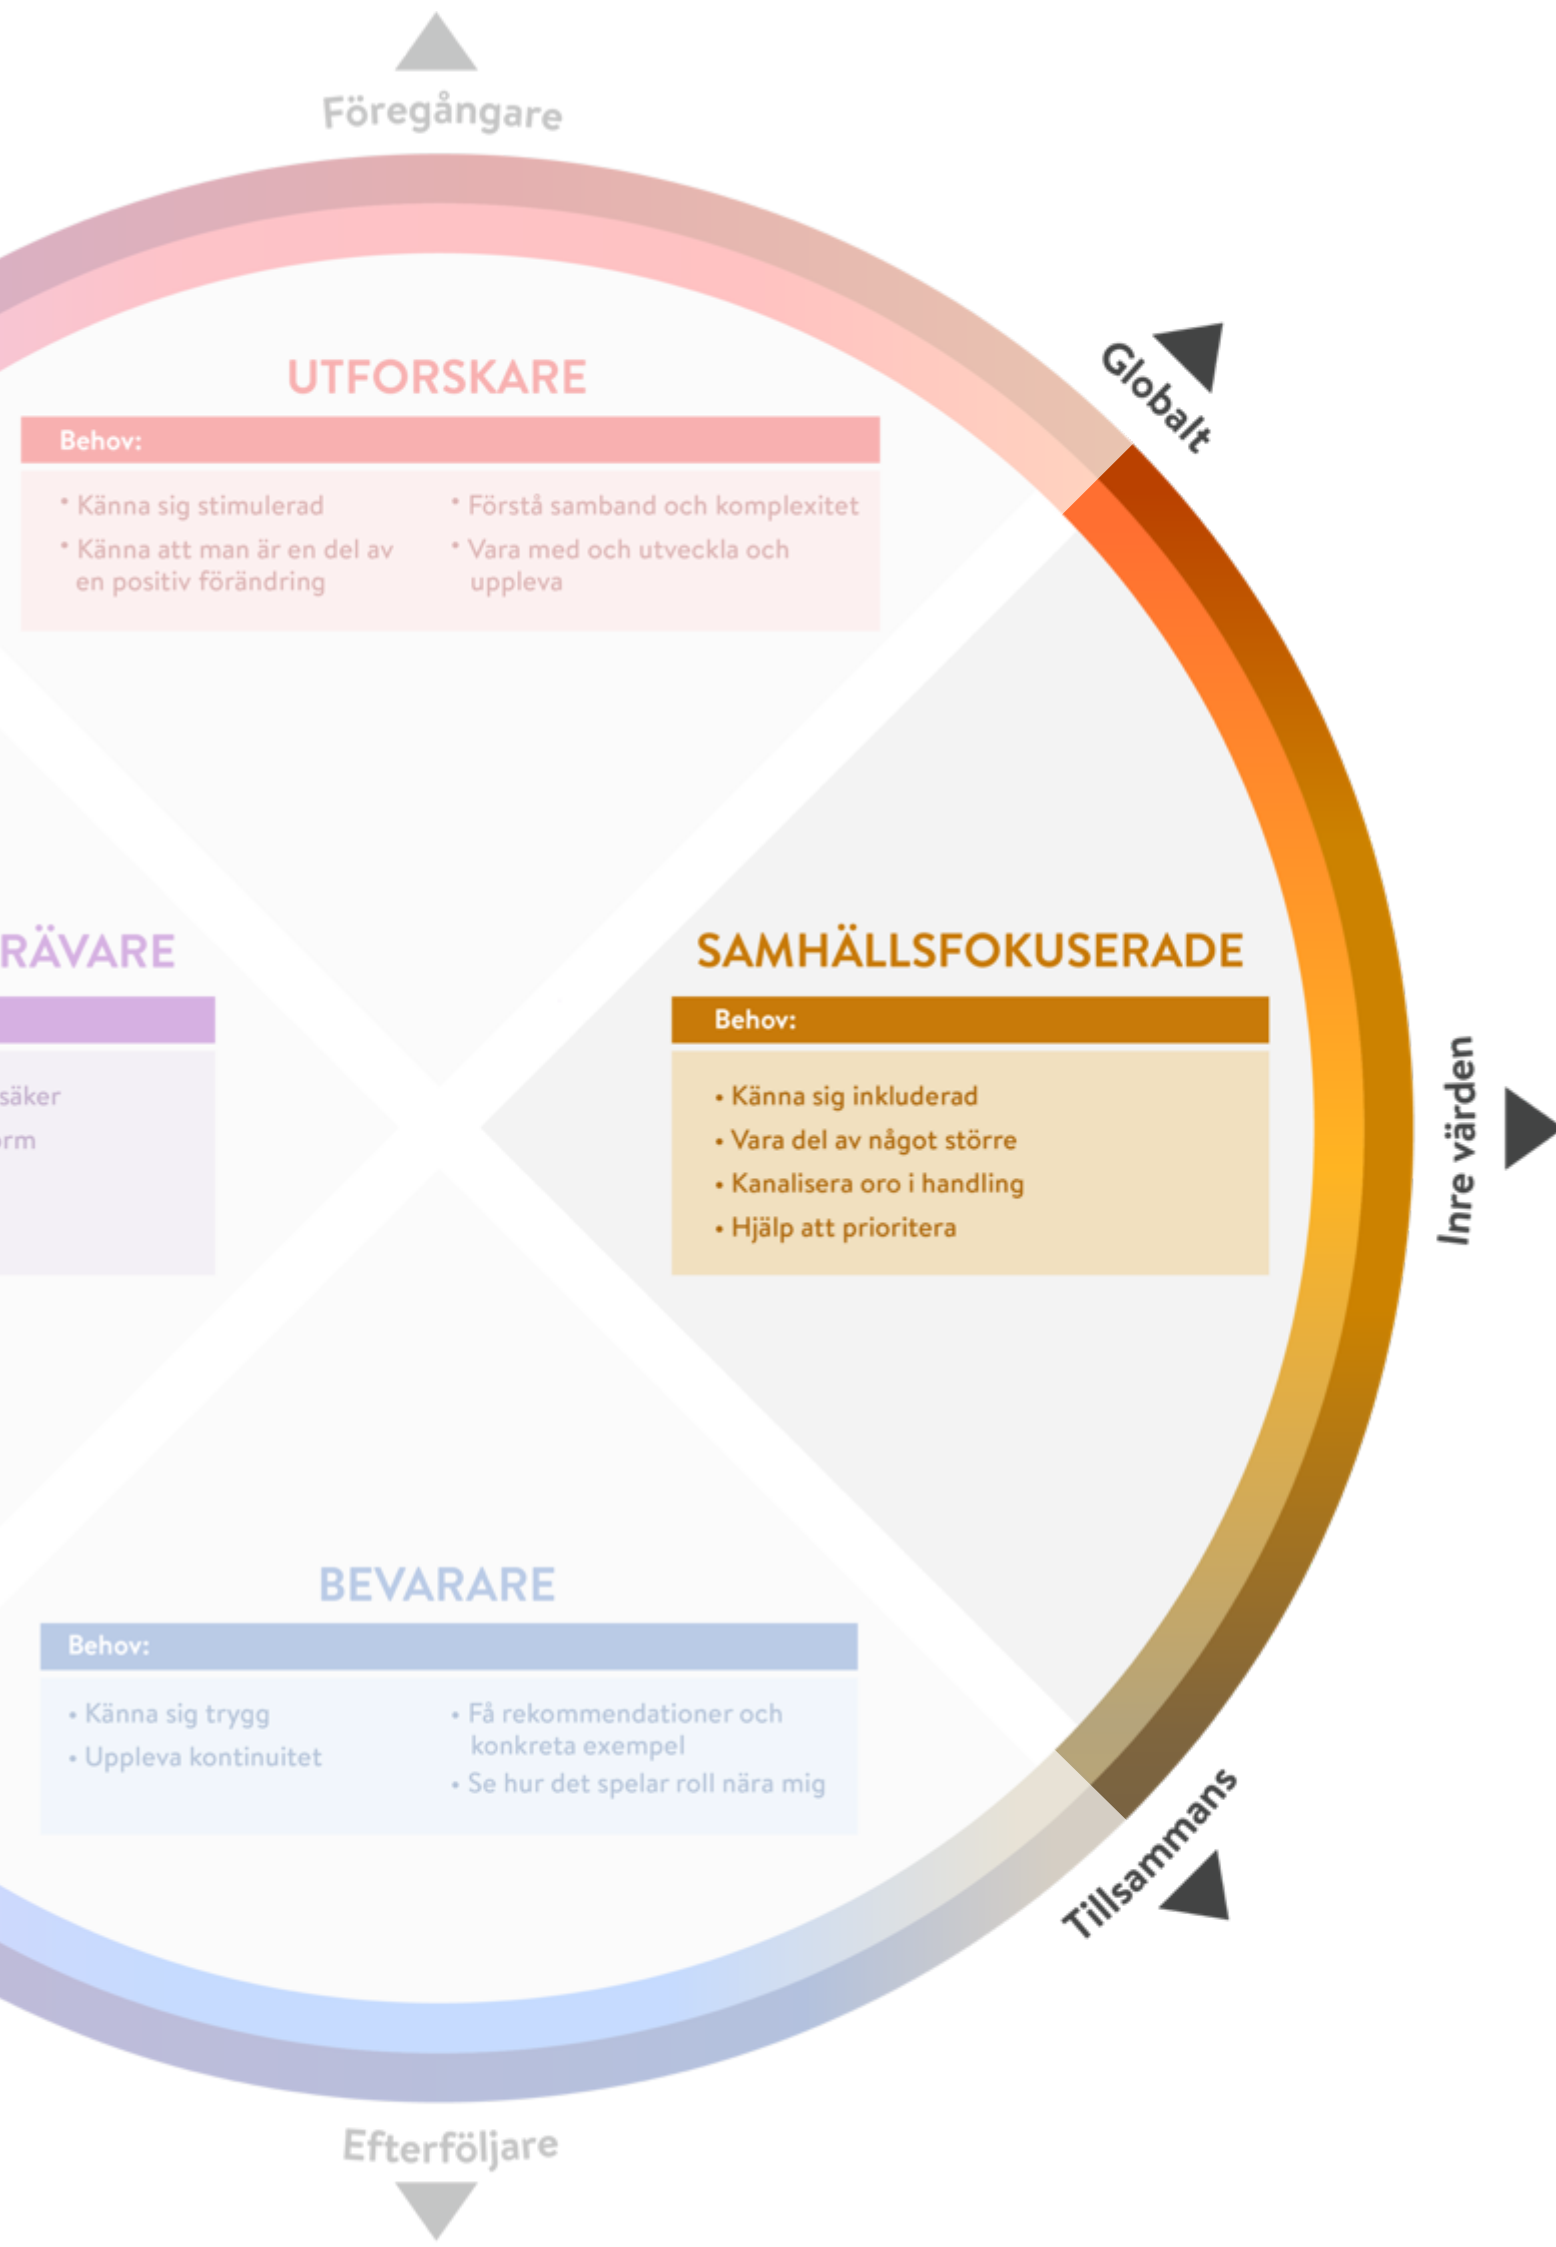 Föregångare
Globalt
UTFORSKARE
Behov:
• Känna sig stimulerad
• Känna att man är en del av
en positiv förändring
• Förstå samband och komplexitet
• Vara med och utveckla och
uppleva
RÄVARE
säker
orm
SAMHÄLLSFOKUSERADE
Behov:
• Känna sig inkluderad
• Vara del av något större
• Kanalisera oro i handling
• Hjälp att prioritera
Inre värden
BEVARARE
Behov:
• Känna sig trygg
• Uppleva kontinuitet
• Få rekommendationer och
konkreta exempel
• Se hur det spelar roll nära mig
Tillsammans
Efterföljare